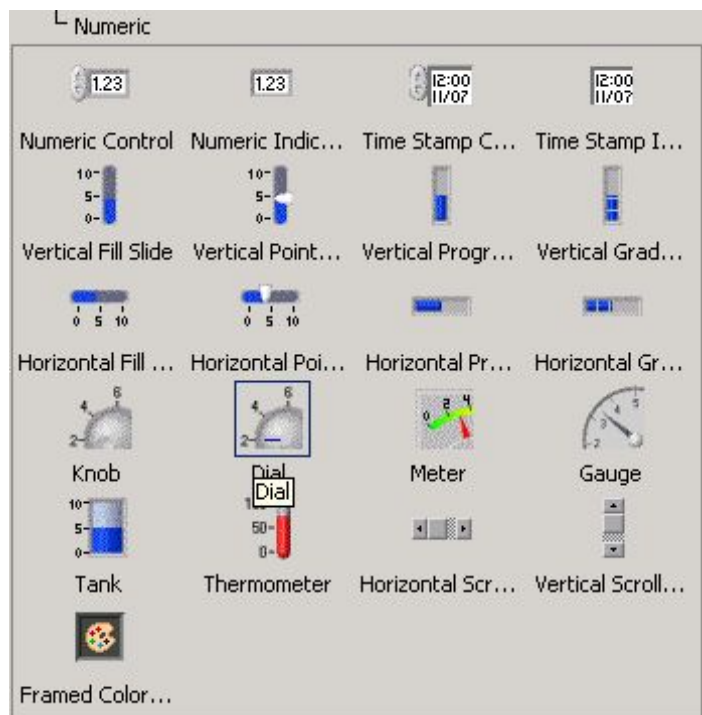 Numeric
1.23 1.23 12:00 12:00
11/07 11/07
Numeric Control Numeric Indic... Time Stamp C... Time Stamp I...
10- 10-
5- 5-
0- 0-
Vertical Fill Slide Vertical Point... Vertical Progr... Vertical Grad...
0 5 10 0 5 10
Horizontal Fill ... Horizontal Poi... Horizontal Pr... Horizontal Gr...
6 6
4 4 0 2 4 3 4 5
2- 2- 2
Knob Dial Meter Gauge
Dial
10-
5- 50-
0- 0-
Tank Thermometer Horizontal Scr... Vertical Scroll...
Framed Color...